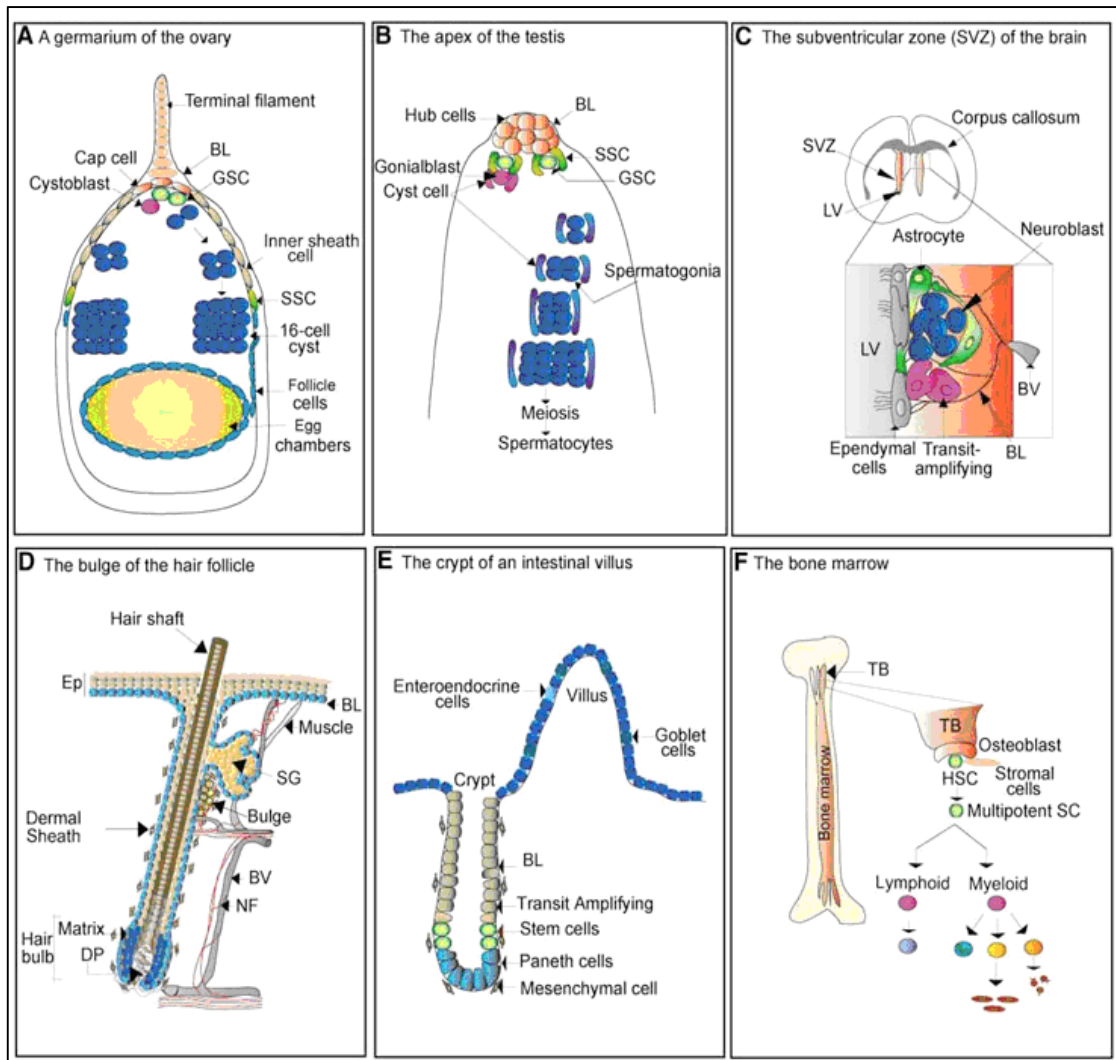 A A germarium of the ovary
Terminal filament
Cap cell
BL
Cystoblast
GSC
Inner sheath
cell
SSC
16-cell
cyst
Follicle
cells
Egg
chambers
B The apex of the testis
Hub cells
BL
Gonialblast
SSC
Cyst cell
GSC
Spermatogonia
Meiosis
Spermatocytes
C The subventricular zone (SVZ) of the brain
Corpus callosum
SVZ
LV
Astrocyte
Neuroblast
LV
BV
Ependymal
cells
Transit-
amplifying
BL
D The bulge of the hair follicle
Hair shaft
Ep
BL
Muscle
SG
Bulge
Dermal
Sheath
BV
NF
Matrix
Hair
bulb
DP
E The crypt of an intestinal villus
Enteroendocrine
cells
Villus
Goblet
cells
Crypt
BL
Transit Amplifying
Stem cells
Paneth cells
Mesenchymal cell
F The bone marrow
TB
TB
Osteoblast
HSC
Stromal
cells
Multipotent SC
Bone marrow
Lymphoid
Myeloid